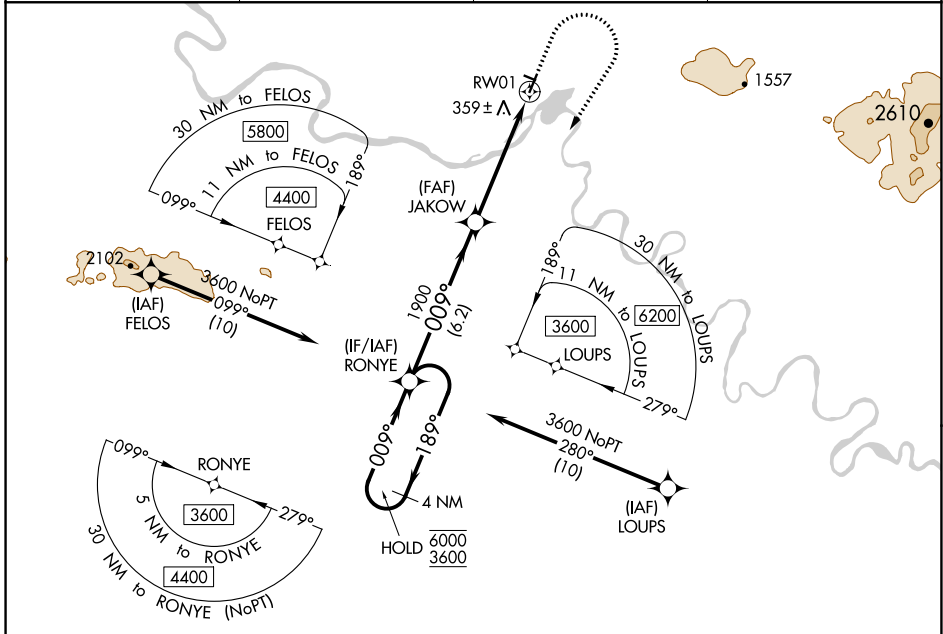 RW01
359 ±
1557
2610
30 NM to FELOS
5800
11 NM to FELOS
4400
099°
189°
FELOS
(FAF)
JAKOW
2102
3600 NoPT
099°
(10)
(IAF)
FELOS
1900
009°
(6.2)
(IF/IAF)
RONYE
30 NM to LOUPS
6200
189°
11 NM to LOUPS
3600
LOUPS
279°
3600 NoPT
280°
(10)
(IAF)
LOUPS
009°
189°
4 NM
HOLD
6000
3600
099°
RONYE
279°
3600
5 NM to RONYE
4400
30 NM to RONYE (NoPT)